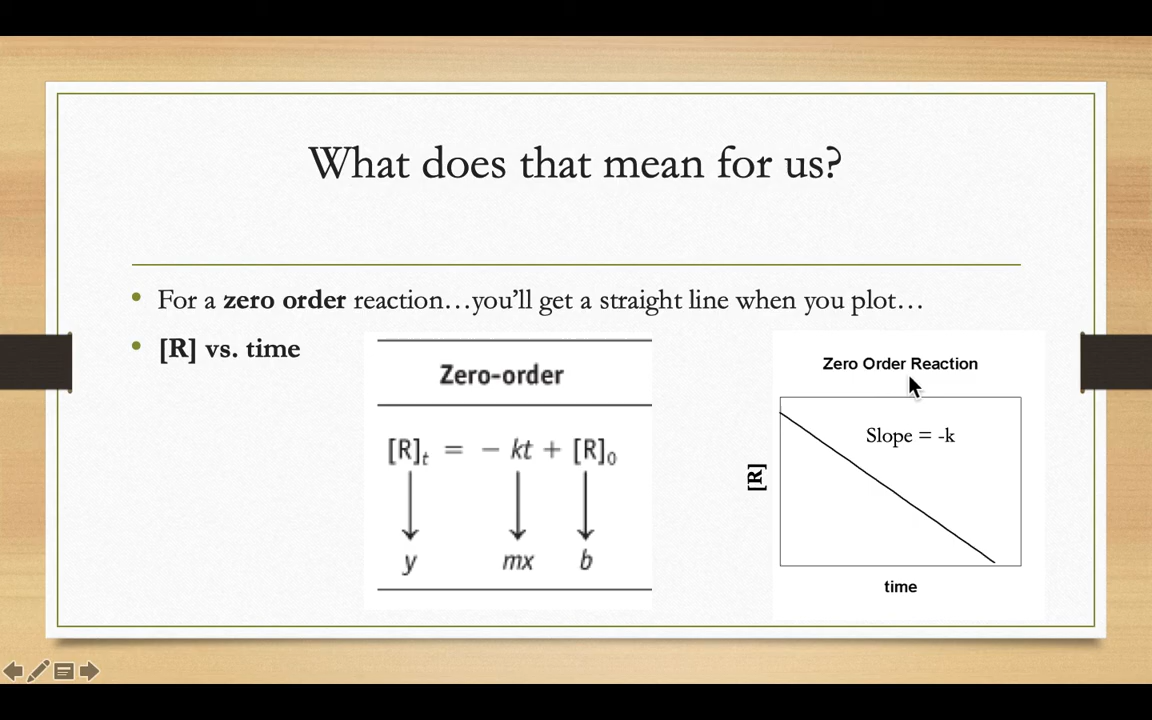 What does that mean for us?
• For a zero order reaction…you'll get a straight line when you plot…
• [R] vs. time
Zero-order
[R]t = − kt + [R]0
y mx b
Zero Order Reaction
Slope = -k
[R]
time